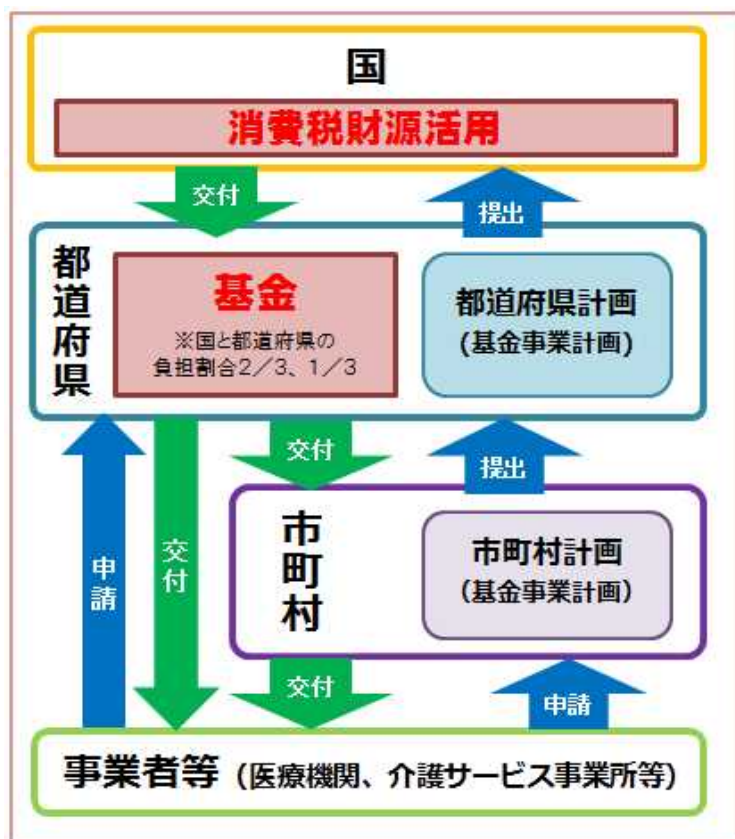 国
消費税財源活用
交付
提出
都道府県
基金
※国と都道府県の
負担割合2／3、1／3
都道府県計画
(基金事業計画)
交付
提出
申請
交付
市町村
市町村計画
（基金事業計画）
交付
申請
事業者等（医療機関、介護サービス事業所等）